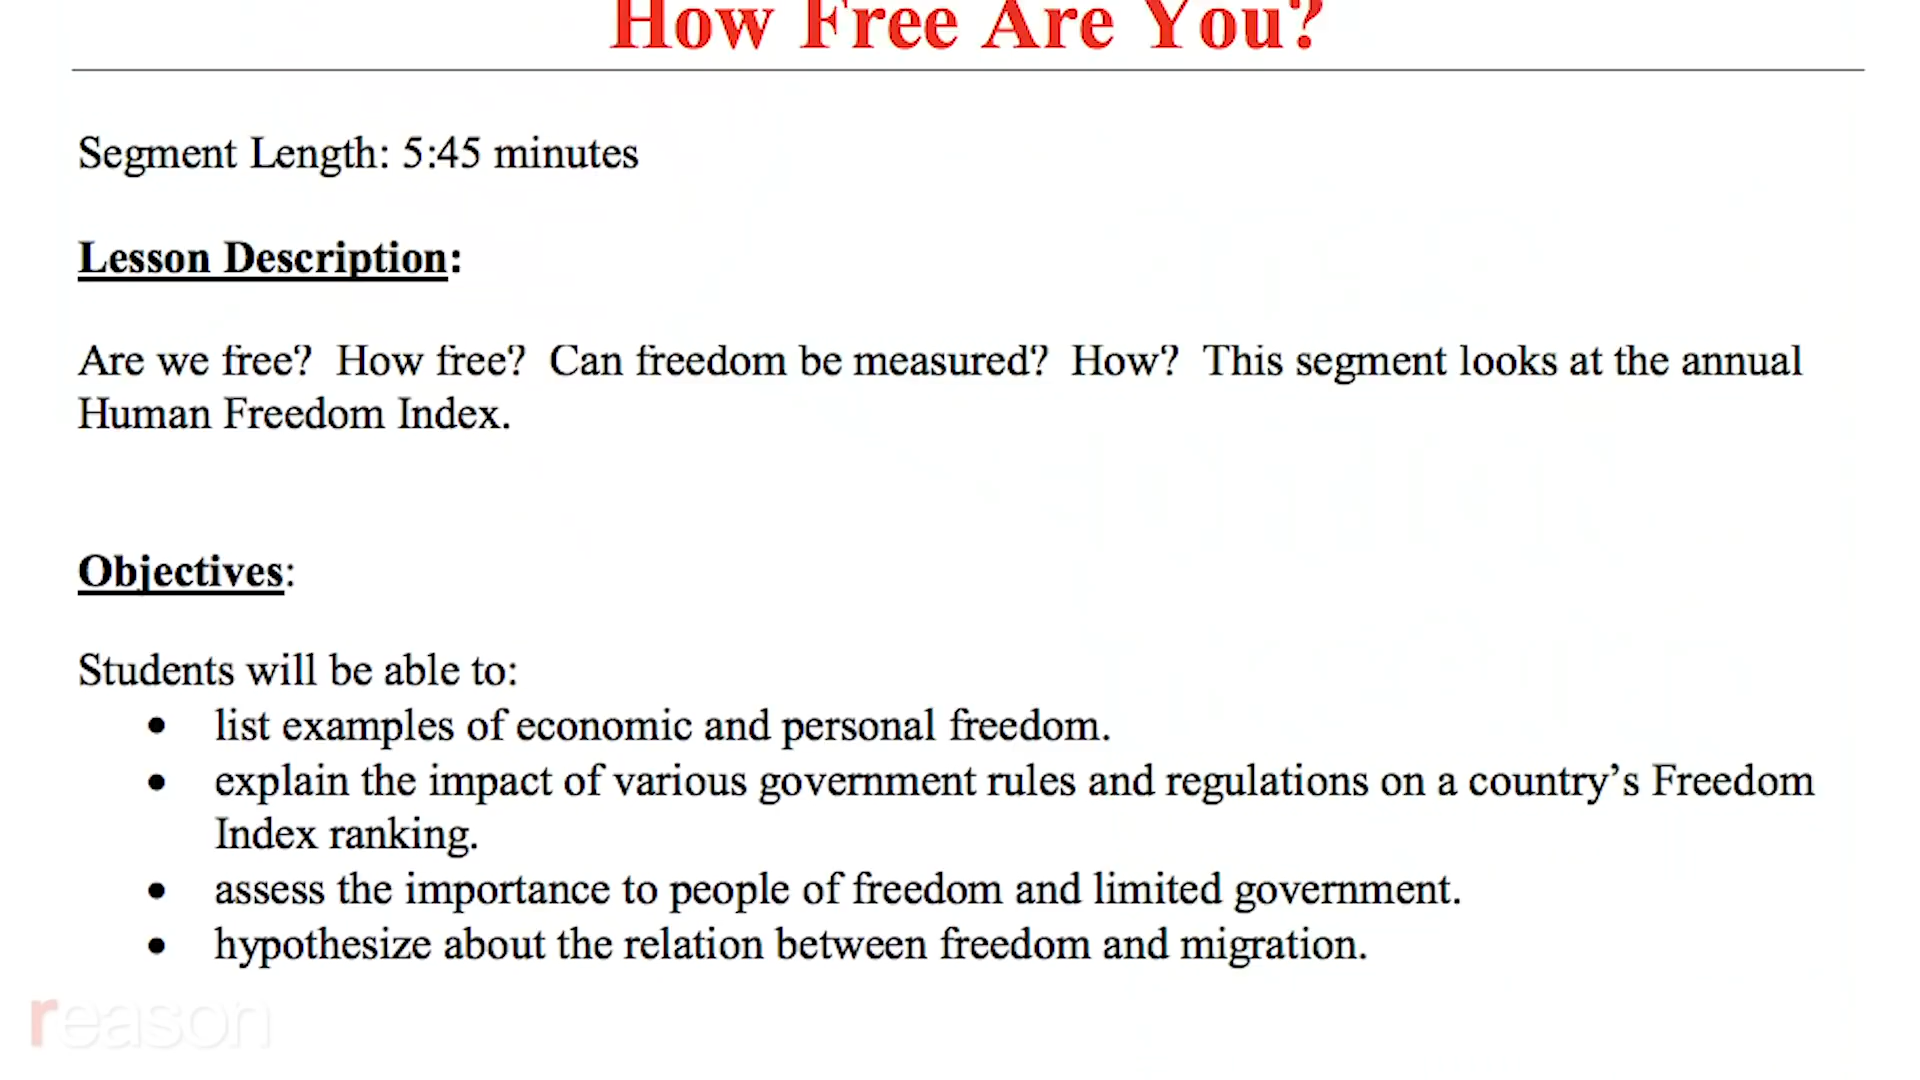 How Free Are You?
Segment Length: 5:45 minutes
Lesson Description:
Are we free?  How free?  Can freedom be measured?  How?  This segment looks at the annual
Human Freedom Index.
Objectives:
Students will be able to:
• list examples of economic and personal freedom.
• explain the impact of various government rules and regulations on a country’s Freedom
Index ranking.
• assess the importance to people of freedom and limited government.
• hypothesize about the relation between freedom and migration.
reason